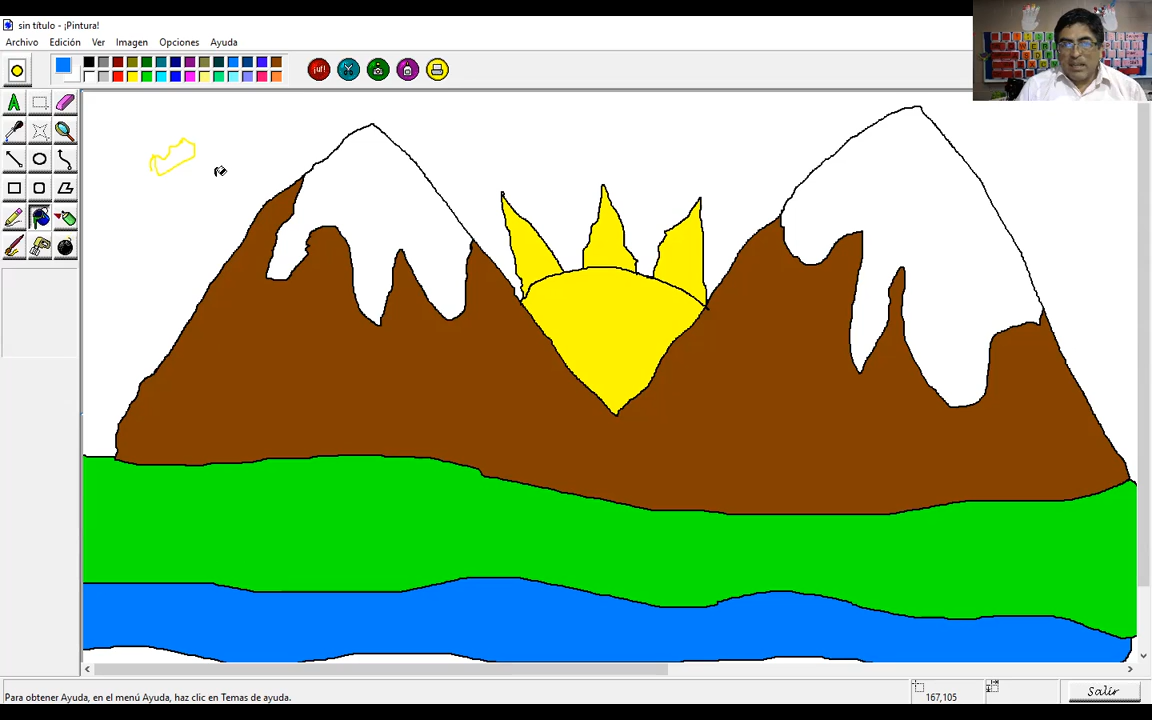 sin título - ¡Pintura!
Archivo Edición Ver Imagen Opciones Ayuda
¡uf!
Para obtener Ayuda, en el menú Ayuda, haz clic en Temas de ayuda.
167,105
Salir